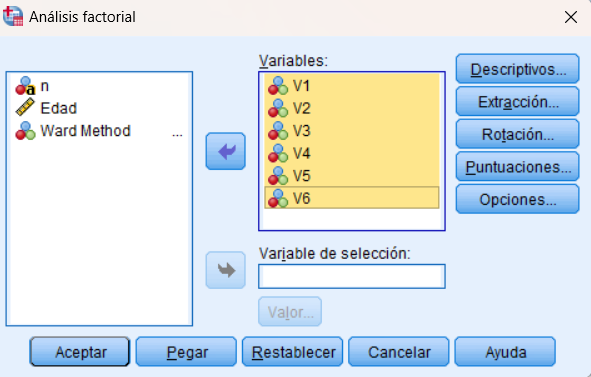 Análisis factorial
Variables:
n
Edad
Ward Method ...
V1
V2
V3
V4
V5
V6
Descriptivos...
Extracción...
Rotación...
Puntuaciones...
Opciones...
Variable de selección:
Valor...
Aceptar Pegar Restablecer Cancelar Ayuda